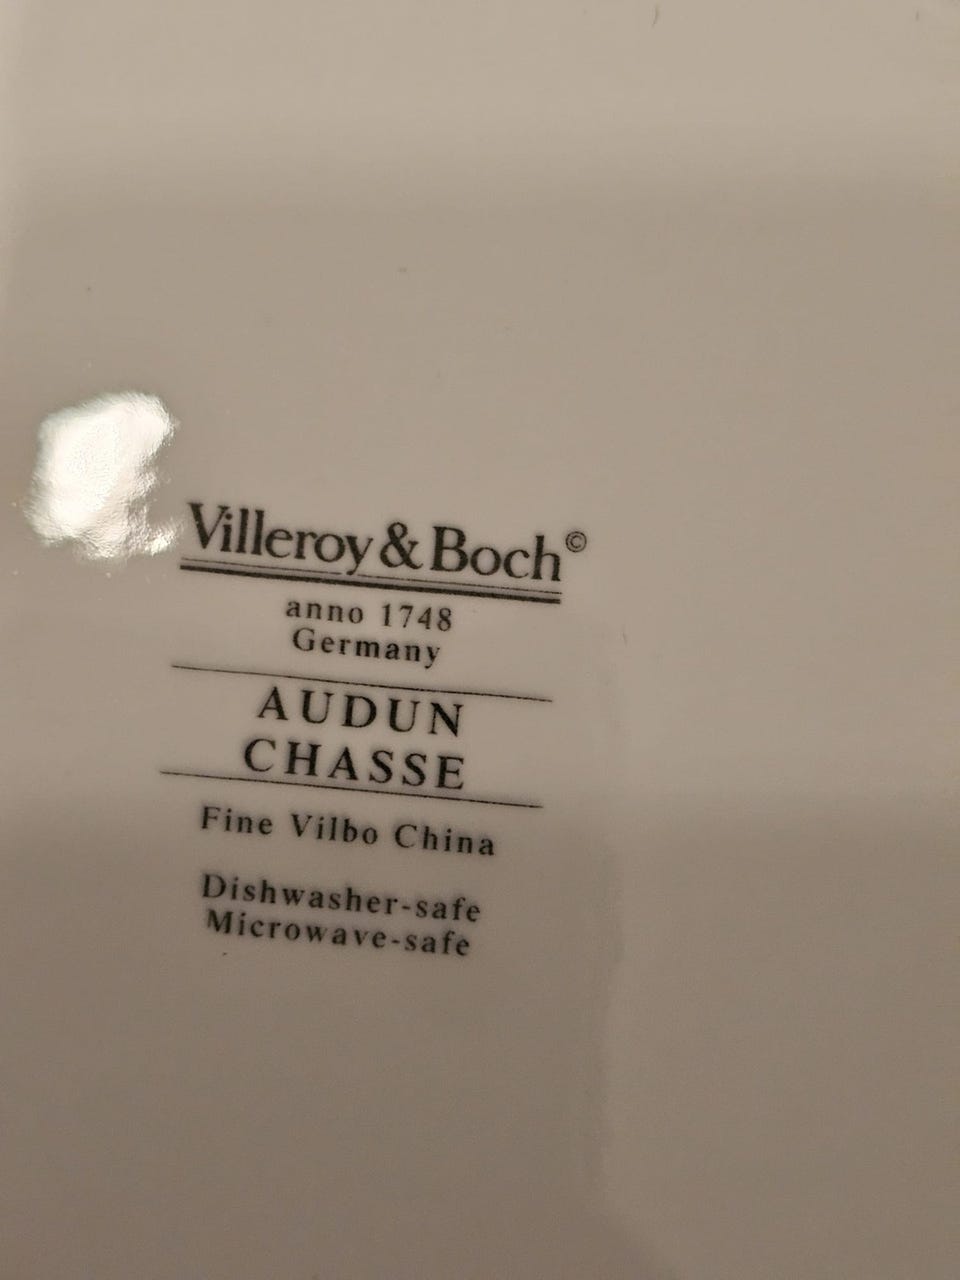 Villeroy & Boch©
anno 1748
Germany
AUDUN
CHASSE
Fine Vilbo China
Dishwasher-safe
Microwave-safe